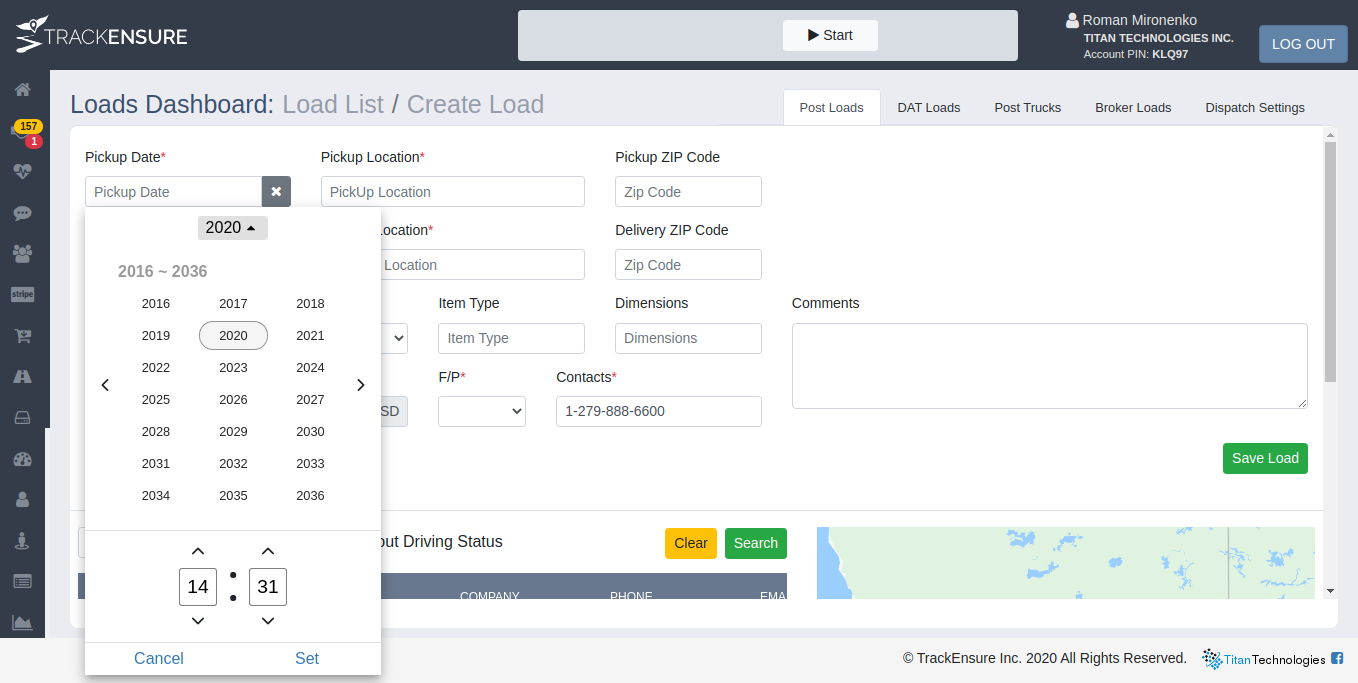 TRACKENSURE
Start
Roman Mironenko
TITAN TECHNOLOGIES INC.
Account PIN: KLQ97
LOG OUT
157
1
stripe
Loads Dashboard: Load List / Create Load
Post Loads
DAT Loads
Post Trucks
Broker Loads
Dispatch Settings
Pickup Date*
Pickup Location*
Pickup ZIP Code
Pickup Date
PickUp Location
Zip Code
ocation*
Delivery ZIP Code
Location
Zip Code
Item Type
Dimensions
Comments
Item Type
Dimensions
F/P*
Contacts*
SD
1-279-888-6600
Save Load
2020
2016 ~ 2036
2016 2017 2018
2019 2020 2021
2022 2023 2024
2025 2026 2027
2028 2029 2030
2031 2032 2033
2034 2035 2036
14 : 31
Cancel Set
out Driving Status
Clear
Search
COMPANY
PHONE
EMA
© TrackEnsure Inc. 2020 All Rights Reserved.
TitanTechnologies